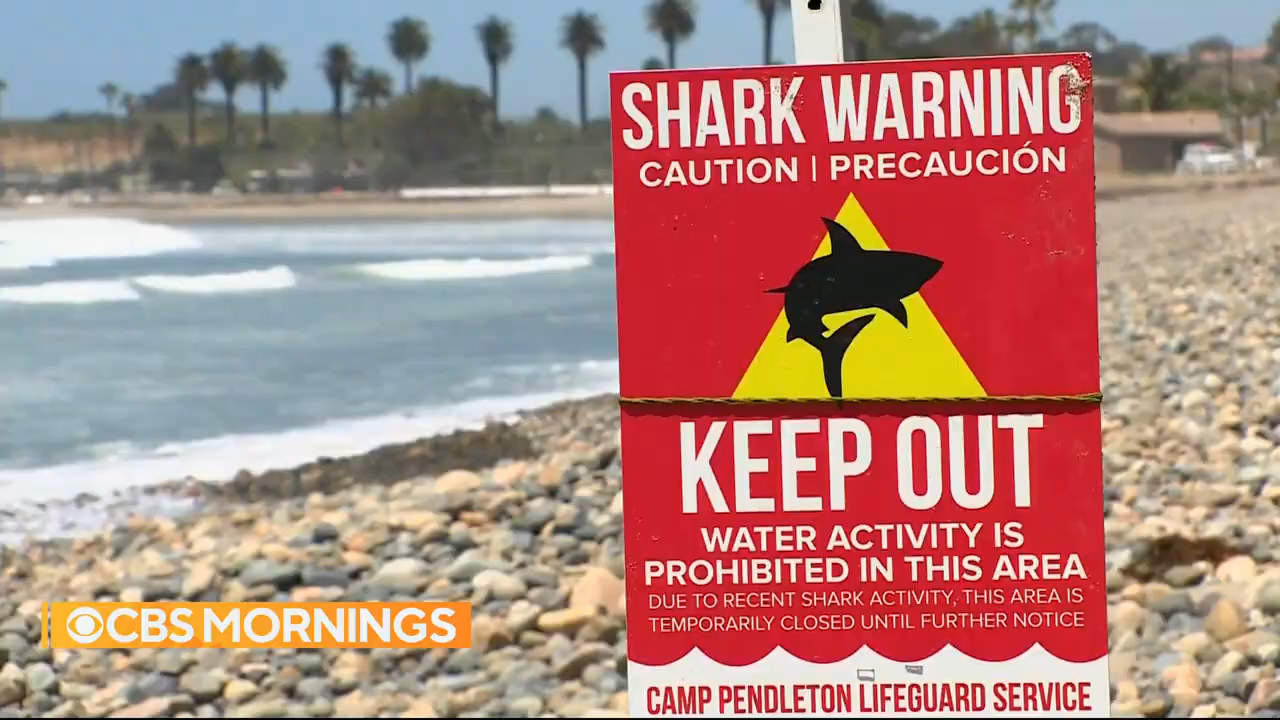 SHARK WARNING
CAUTION | PRECAUCIÓN
KEEP OUT
WATER ACTIVITY IS
PROHIBITED IN THIS AREA
DUE TO RECENT SHARK ACTIVITY, THIS AREA IS
TEMPORARILY CLOSED UNTIL FURTHER NOTICE
CAMP PENDLETON LIFEGUARD SERVICE
CBS MORNINGS